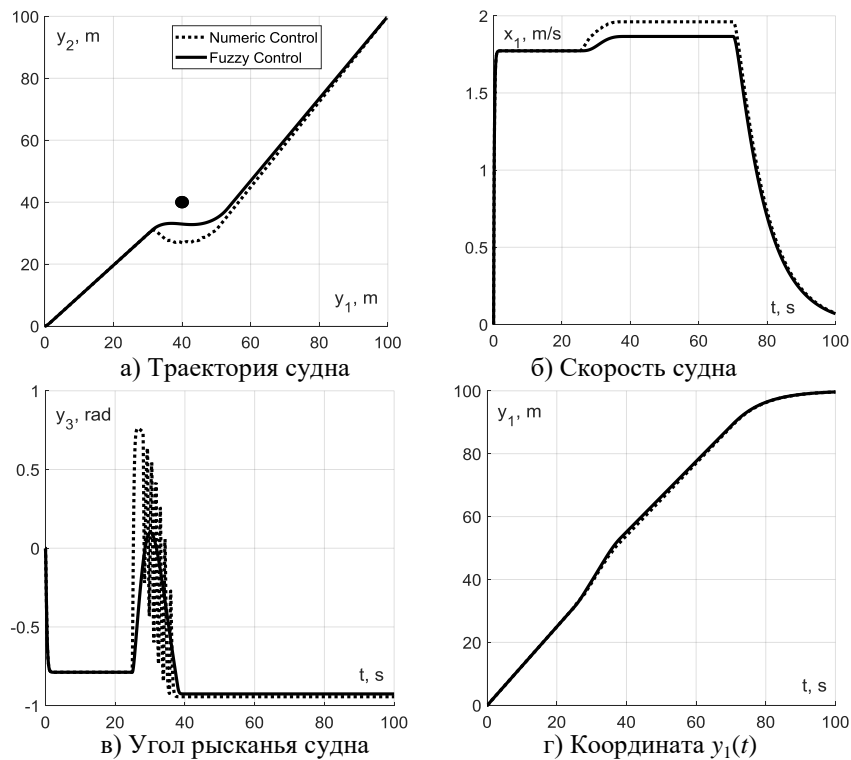 100
y2, m
Numeric Control
Fuzzy Control
80
60
40
20
y1, m
0
0 20 40 60 80 100
а) Траектория судна
2
x1, m/s
1.5
1
0.5
t, s
0
0 20 40 60 80 100
б) Скорость судна
1
y3, rad
0.5
0
-0.5
t, s
-1
0 20 40 60 80 100
в) Угол рысканья судна
100
y1, m
80
60
40
20
t, s
0
0 20 40 60 80 100
г) Координата y1(t)